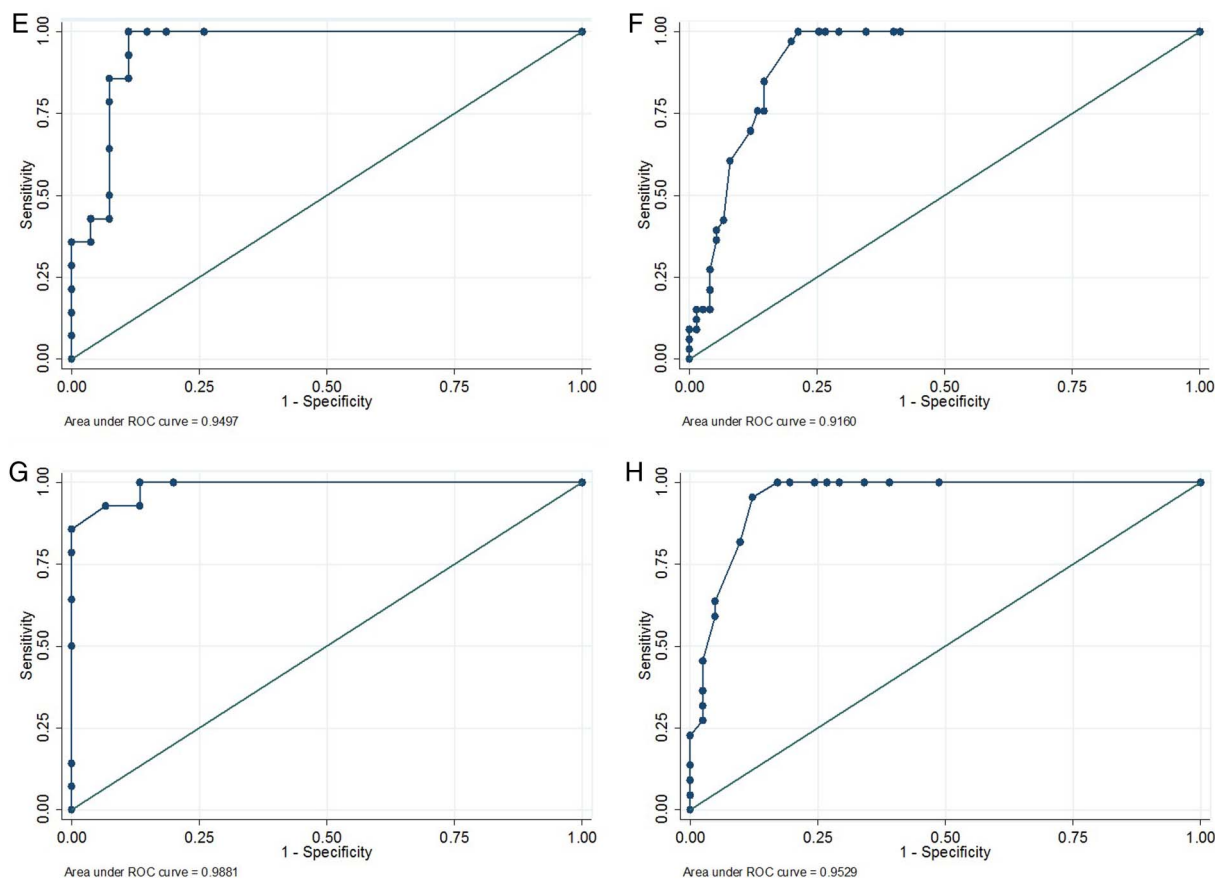 E
1.00
0.75
0.50
0.25
0.00
Sensitivity
0.00 0.25 0.50 0.75 1.00
1 - Specificity
Area under ROC curve = 0.9497
F
1.00
0.75
0.50
0.25
0.00
Sensitivity
0.00 0.25 0.50 0.75 1.00
1 - Specificity
Area under ROC curve = 0.9160
G
1.00
0.75
0.50
0.25
0.00
Sensitivity
0.00 0.25 0.50 0.75 1.00
1 - Specificity
Area under ROC curve = 0.9881
H
1.00
0.75
0.50
0.25
0.00
Sensitivity
0.00 0.25 0.50 0.75 1.00
1 - Specificity
Area under ROC curve = 0.9529